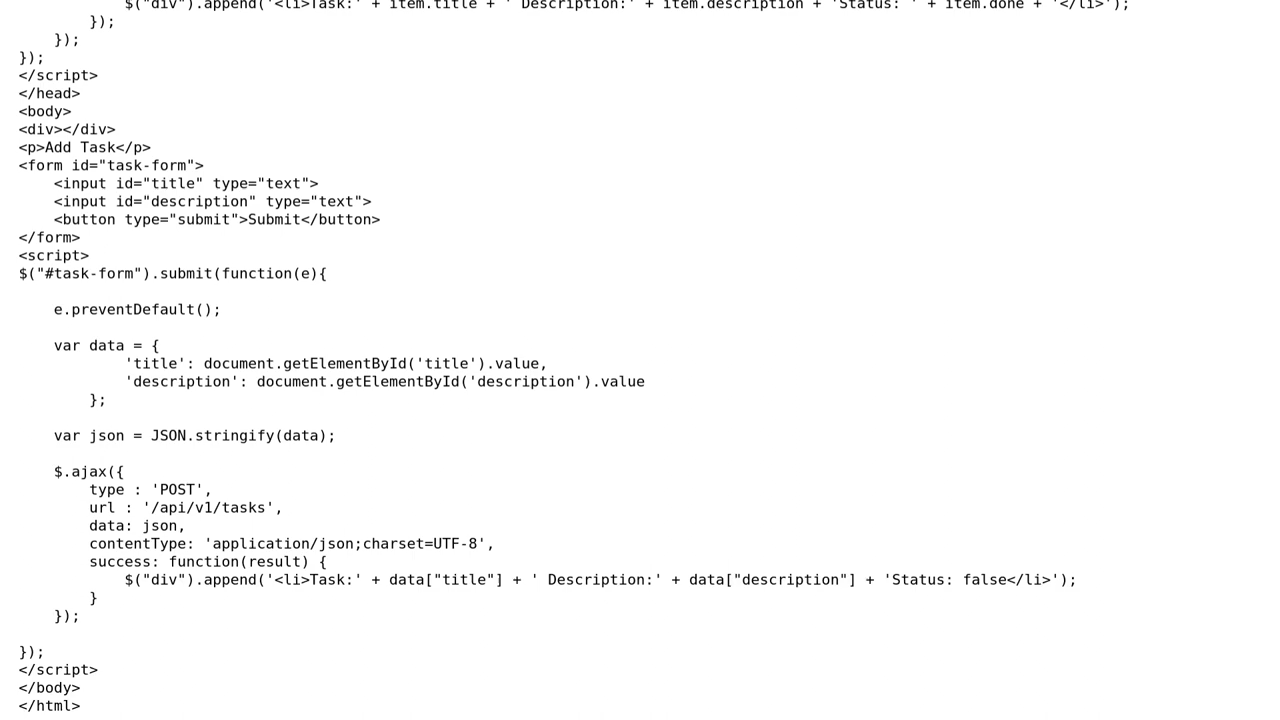 $("div").append('<li>Task:' + item.title + ' Description:' + item.description + 'Status: ' + item.done + '</li>');
        });
    });
});
</script>
</head>
<body>
<div></div>
<p>Add Task</p>
<form id="task-form">
    <input id="title" type="text">
    <input id="description" type="text">
    <button type="submit">Submit</button>
</form>
<script>
$("#task-form").submit(function(e){
    e.preventDefault();
    var data = {
            'title': document.getElementById('title').value,
            'description': document.getElementById('description').value
        };
    var json = JSON.stringify(data);
    $.ajax({
        type : 'POST',
        url : '/api/v1/tasks',
        data: json,
        contentType: 'application/json;charset=UTF-8',
        success: function(result) {
            $("div").append('<li>Task:' + data["title"] + ' Description:' + data["description"] + 'Status: false</li>');
        }
    });
});
</script>
</body>
</html>